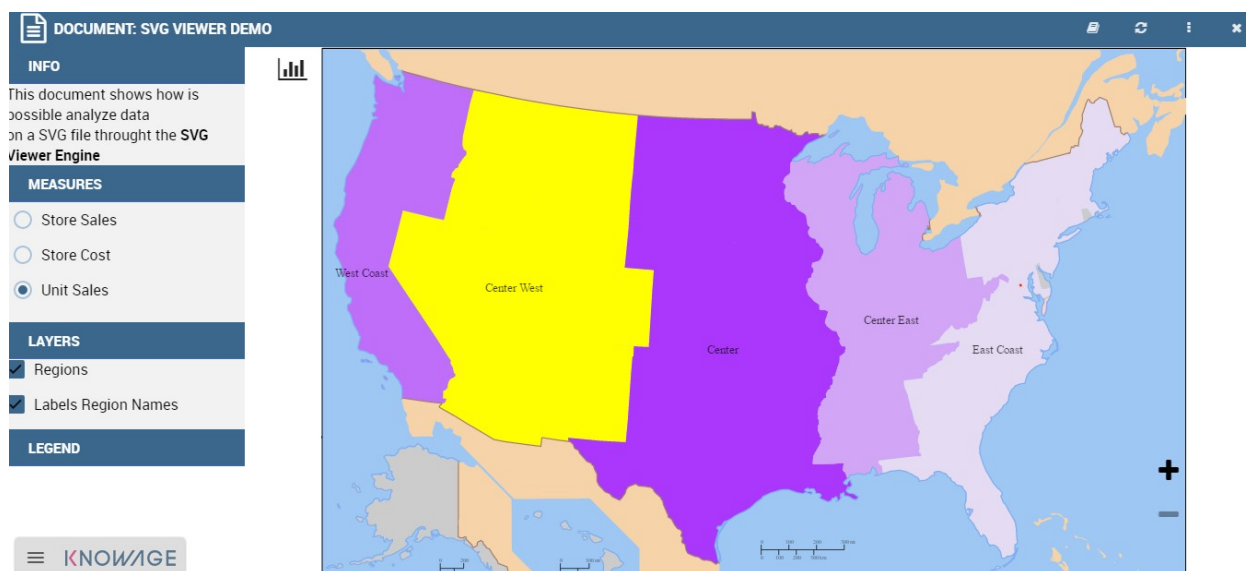 DOCUMENT: SVG VIEWER DEMO
INFO
This document shows how is
possible analyze data
on a SVG file throught the SVG
Viewer Engine
MEASURES
Store Sales
Store Cost
Unit Sales
LAYERS
Regions
Labels Region Names
LEGEND
KNOWAGE
West Coast
Center West
Center
Center East
East Coast